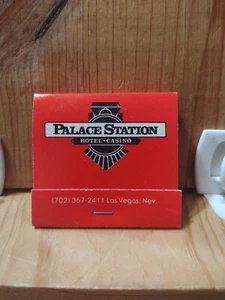 PALACE STATION
HOTEL • CASINO
(702) 367-2411 Las Vegas, Nev.